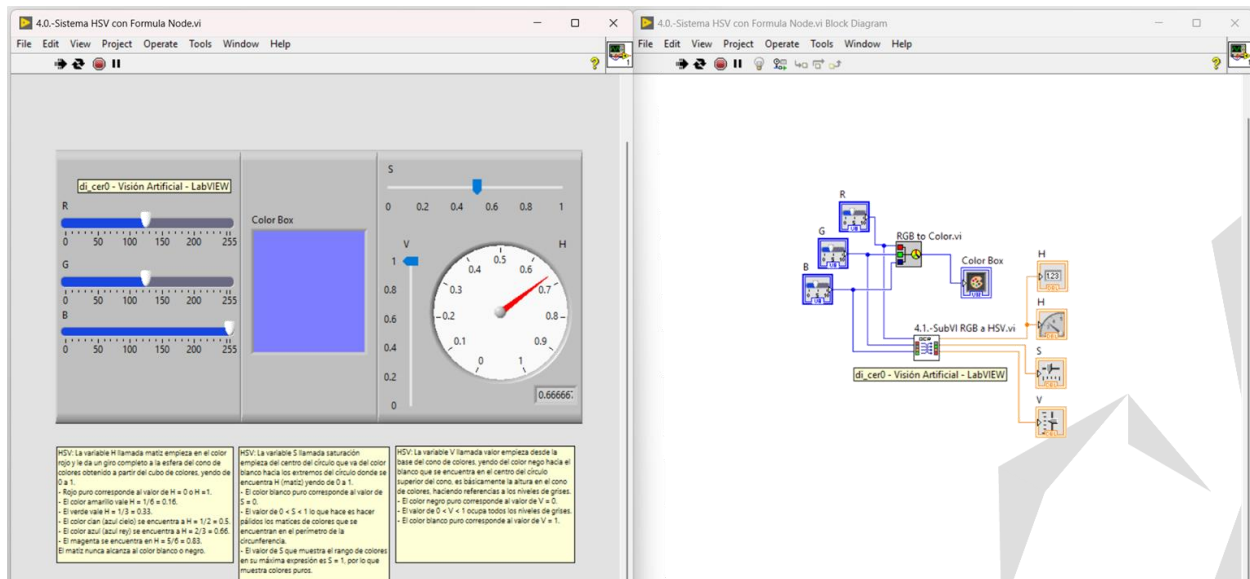 4.0.-Sistema HSV con Formula Node.vi
File Edit View Project Operate Tools Window Help
1
di_cer0 - Visión Artificial - LabVIEW
R
0 50 100 150 200 255
G
0 50 100 150 200 255
B
0 50 100 150 200 255
Color Box
S
0 0.2 0.4 0.6 0.8 1
V
1
0.8
0.6
0.4
0.2
0
H
0 0.1 0.2 0.3 0.4 0.5 0.6 0.7 0.8 0.9 1
0.66667
HSV: La variable H llamada matiz empieza en el color
rojo y le da un giro completo a la esfera del cono de
colores obtenido a partir del cubo de colores, yendo de
0 a 1.
- Rojo puro corresponde al valor de H = 0 o H =1.
- El color amarillo vale H = 1/6 = 0.16.
- El verde vale H = 1/3 = 0.33.
- El color cian (azul cielo) se encuentra a H = 1/2 = 0.5.
- El color azul (azul rey) se encuentra a H = 2/3 = 0.66.
- El magenta se encuentra en H = 5/6 = 0.83.
El matiz nunca alcanza al color blanco o negro.
HSV: La variable S llamada saturación
empieza del centro del círculo que va del color
blanco hacia los extremos del círculo donde se
encuentra H (matiz) yendo de 0 a 1.
- El color blanco puro corresponde al valor de
S = 0.
- El valor de 0 < S < 1 lo que hace es hacer
pálidos los matices de colores que se
encuentran en el perímetro de la
circunferencia.
- El valor de S que muestra el rango de colores
en su máxima expresión es S = 1, por lo que
muestra colores puros.
HSV: La variable V llamada valor empieza desde la
base del cono de colores, yendo del color nego hacia el
blanco que se encuentra en el centro del círculo
superior del cono, es básicamente la altura en el cono
de colores, haciendo referencias a los niveles de grises.
- El color negro puro corresponde al valor de V = 0.
- El valor de 0 < V < 1 ocupa todos los niveles de grises.
- El color blanco puro corresponde al valor de V = 1.
4.0.-Sistema HSV con Formula Node.vi Block Diagram
File Edit View Project Operate Tools Window Help
1
R
G
B
RGB to Color.vi
Color Box
H
1.23
H
4.1.-SubVI RGB a HSV.vi
S
di_cer0 - Visión Artificial - LabVIEW
V